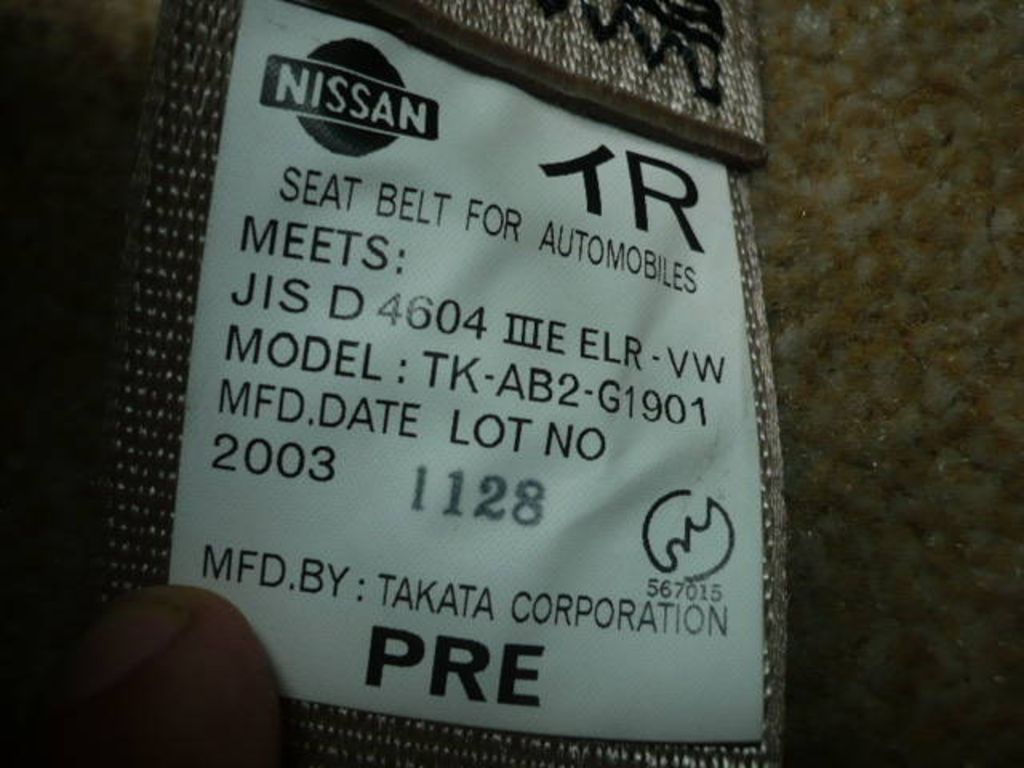 NISSAN
イR
SEAT BELT FOR AUTOMOBILES
MEETS:
JIS D 4604 IIIE ELR-VW
MODEL: TK-AB2-G1901
MFD.DATE LOT NO
2003 1128
567015
MFD.BY: TAKATA CORPORATION
PRE